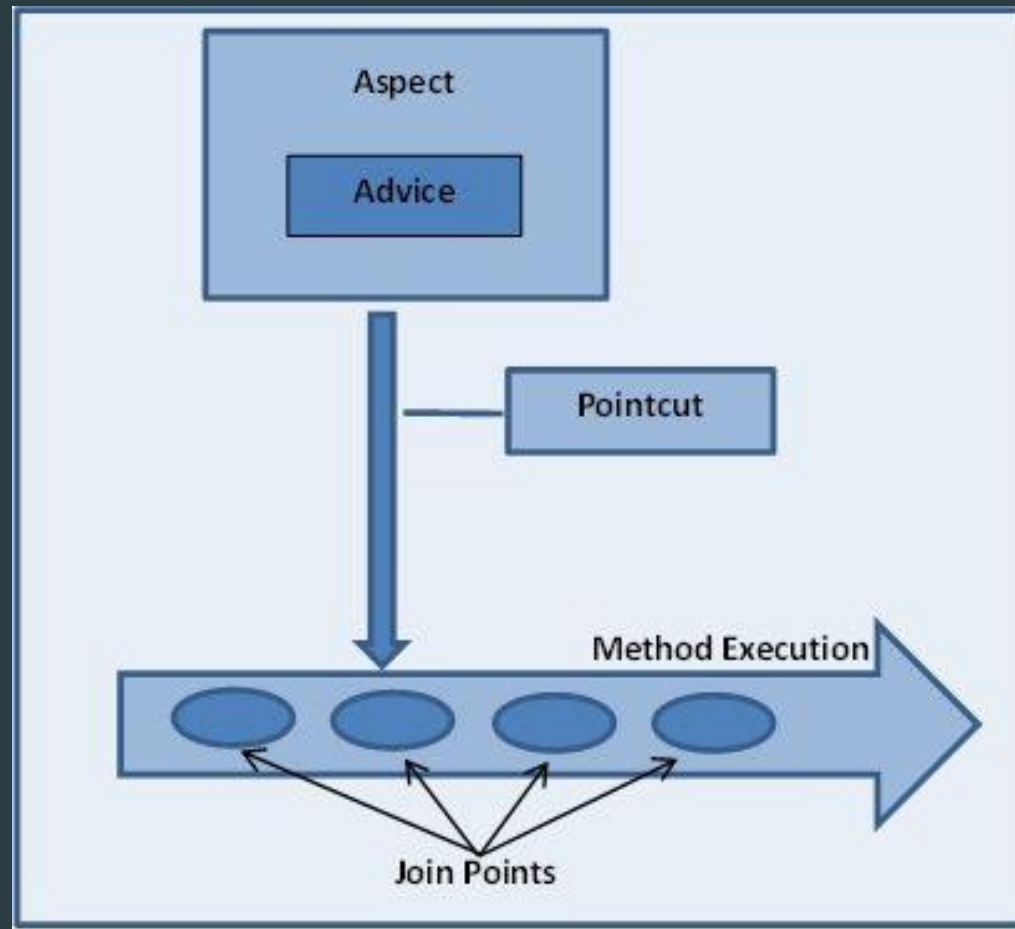 Aspect
Advice
Pointcut
Method Execution
Join Points